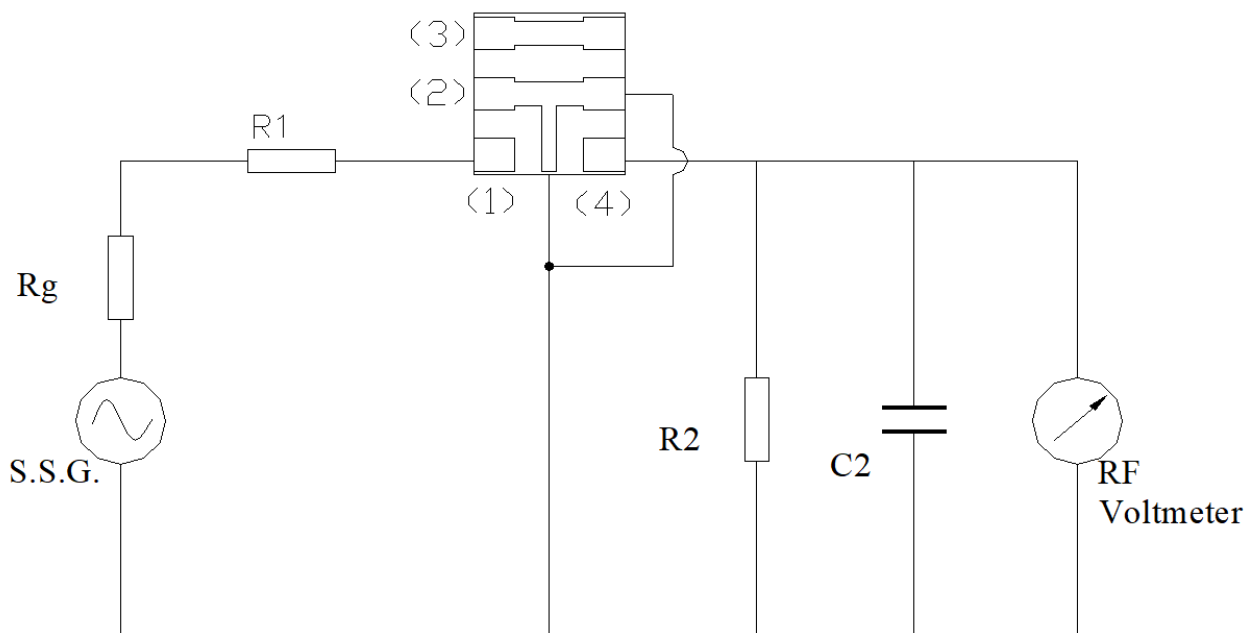 (3)
(2)
R1
(1)
(4)
Rg
R2
C2
S.S.G.
RF
Voltmeter